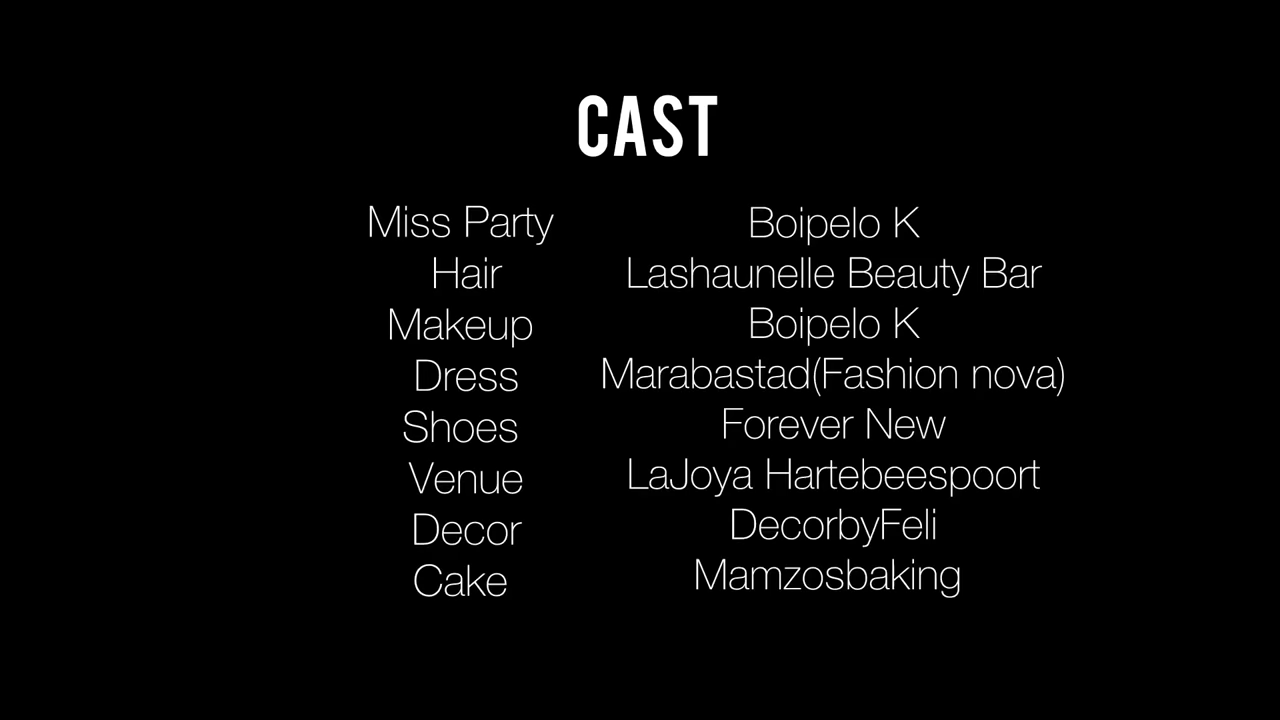 CAST
Miss Party Boipelo K
Hair Lashaunelle Beauty Bar
Makeup Boipelo K
Dress Marabastad(Fashion nova)
Shoes Forever New
Venue LaJoya Hartebeespoort
Decor DecorbyFeli
Cake Mamzosbaking